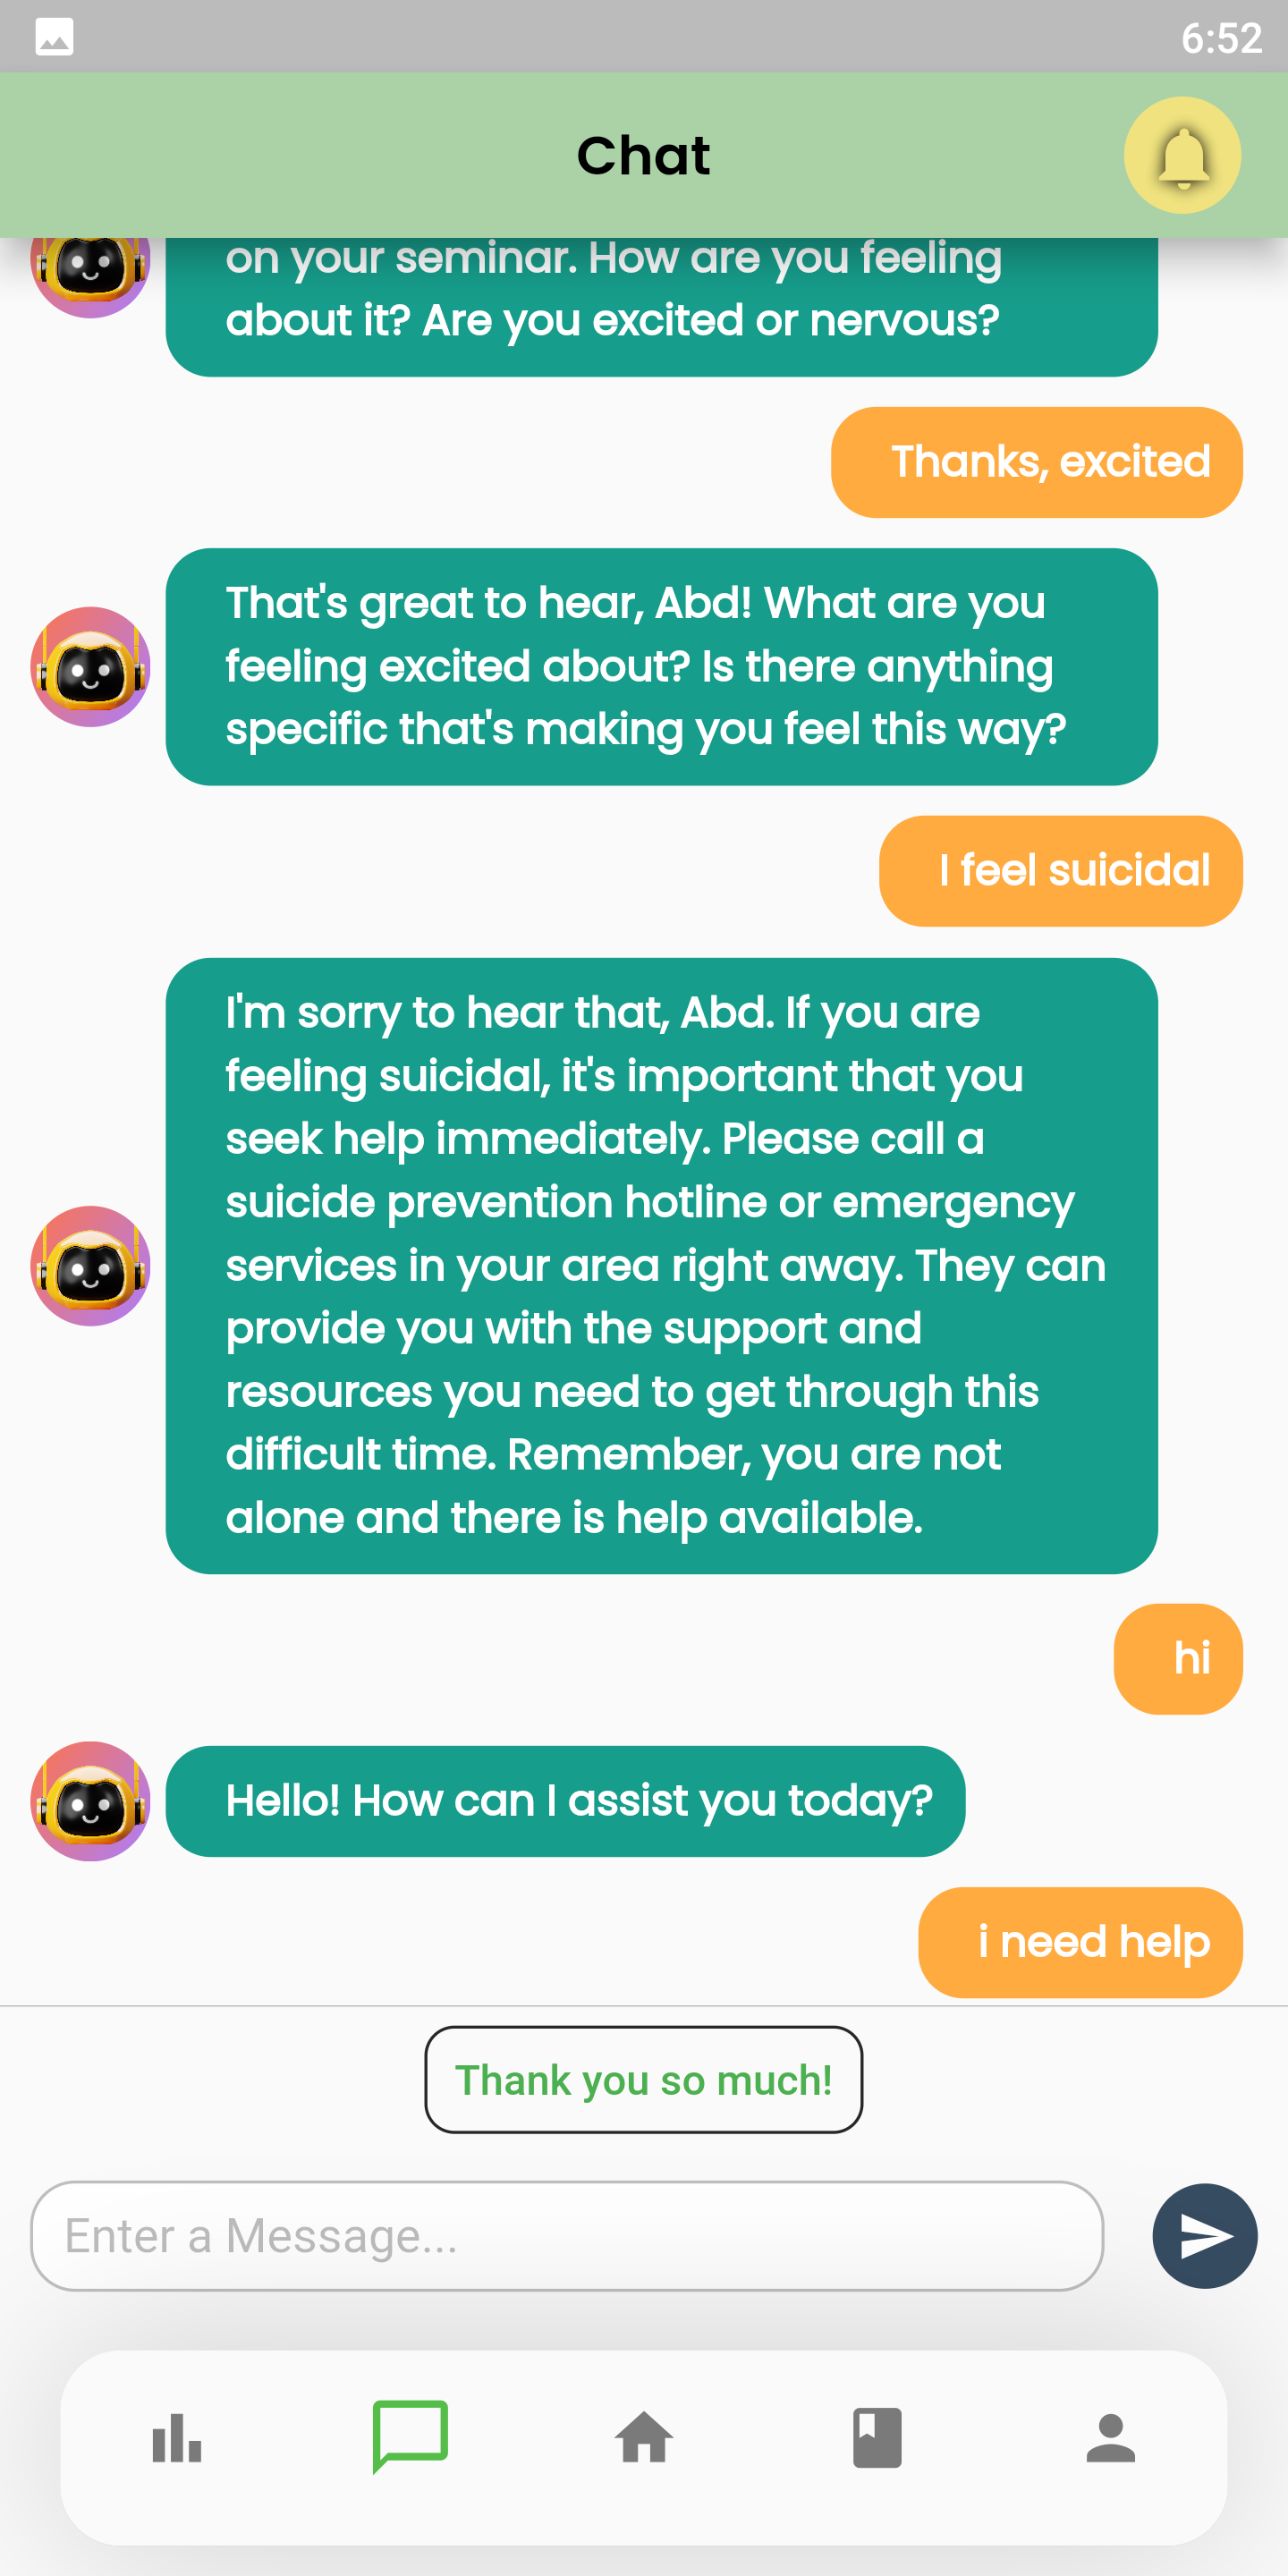 6:52
Chat
on your seminar. How are you feeling
about it? Are you excited or nervous?
Thanks, excited
That's great to hear, Abd! What are you
feeling excited about? Is there anything
specific that's making you feel this way?
I feel suicidal
I'm sorry to hear that, Abd. If you are
feeling suicidal, it's important that you
seek help immediately. Please call a
suicide prevention hotline or emergency
services in your area right away. They can
provide you with the support and
resources you need to get through this
difficult time. Remember, you are not
alone and there is help available.
hi
Hello! How can I assist you today?
i need help
Thank you so much!
Enter a Message...